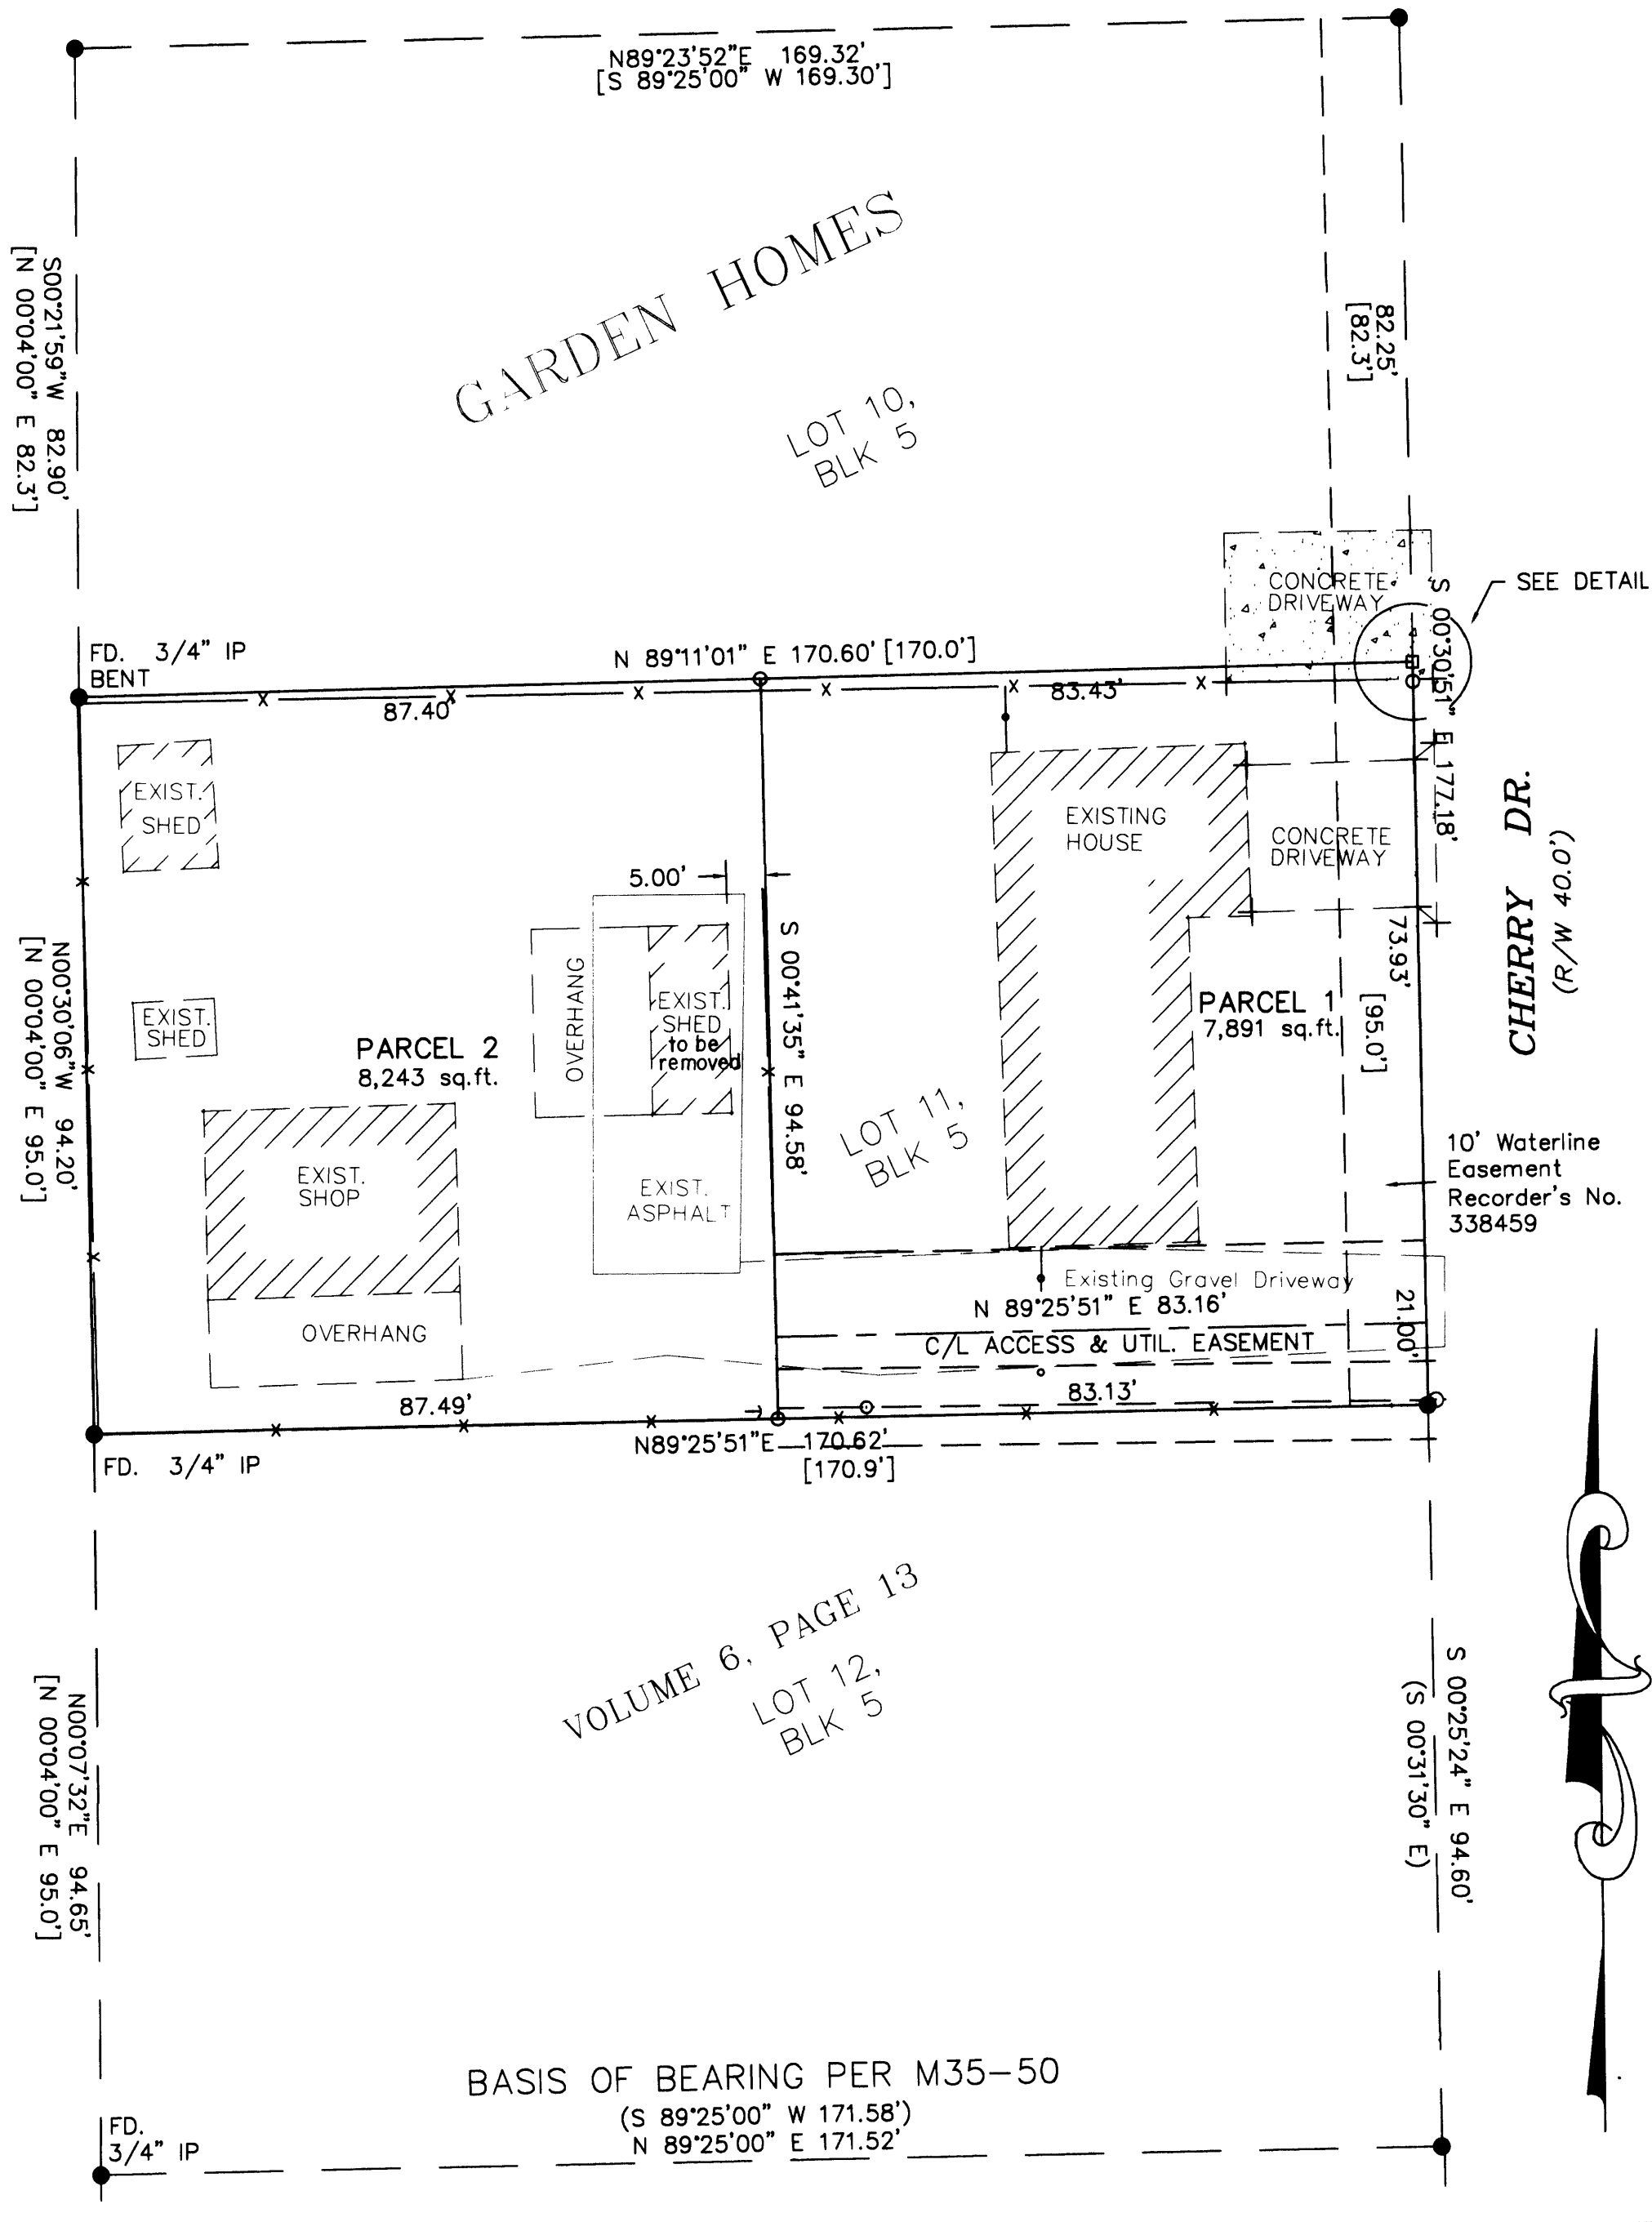 N89°23'52"E 169.32'
[S 89°25'00" W 169.30']
GARDEN HOMES
LOT 10,
BLK 5
S00°21'59"W 82.90'
[N 00°04'00" E 82.3']
82.25'
[82.3']
CONCRETE
DRIVEWAY
SEE DETAIL
S 00°30'51" E 177.18'
FD. 3/4" IP
BENT
N 89°11'01" E 170.60' [170.0']
87.40'
83.43'
EXIST.
SHED
EXISTING
HOUSE
CONCRETE
DRIVEWAY
CHERRY DR.
(R/W 40.0')
5.00'
S 00°41'35" E 94.58'
73.93'
[95.0']
N00°30'06"W 94.20'
[N 00°04'00" E 95.0']
EXIST.
SHED
OVERHANG
EXIST.
SHED
to be
removed
PARCEL 1
7,891 sq.ft.
PARCEL 2
8,243 sq.ft.
LOT 11,
BLK 5
10' Waterline
Easement
Recorder's No.
338459
EXIST.
SHOP
EXIST.
ASPHALT
Existing Gravel Driveway
N 89°25'51" E 83.16'
21.00'
OVERHANG
C/L ACCESS & UTIL. EASEMENT
87.49'
83.13'
N89°25'51"E 170.62'
[170.9']
FD. 3/4" IP
VOLUME 6, PAGE 13
LOT 12,
BLK 5
N00°07'32"E 94.65'
[N 00°04'00" E 95.0']
S 00°25'24" E 94.60'
(S 00°31'30" E)
BASIS OF BEARING PER M35-50
(S 89°25'00" W 171.58')
N 89°25'00" E 171.52'
FD.
3/4" IP